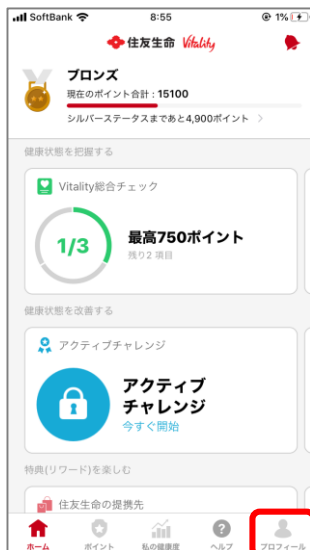 SoftBank 8:55 1%
住友生命 Vitality
ブロンズ
現在のポイント合計：15100
シルバーステータスまであと4,900ポイント
健康状態を把握する
Vitality総合チェック
1/3
最高750ポイント
残り2 項目
健康状態を改善する
アクティブチャレンジ
アクティブ
チャレンジ
今すぐ開始
特典(リワード)を楽しむ
住友生命の提携先
ホーム ポイント 私の健康度 ヘルプ プロフィール